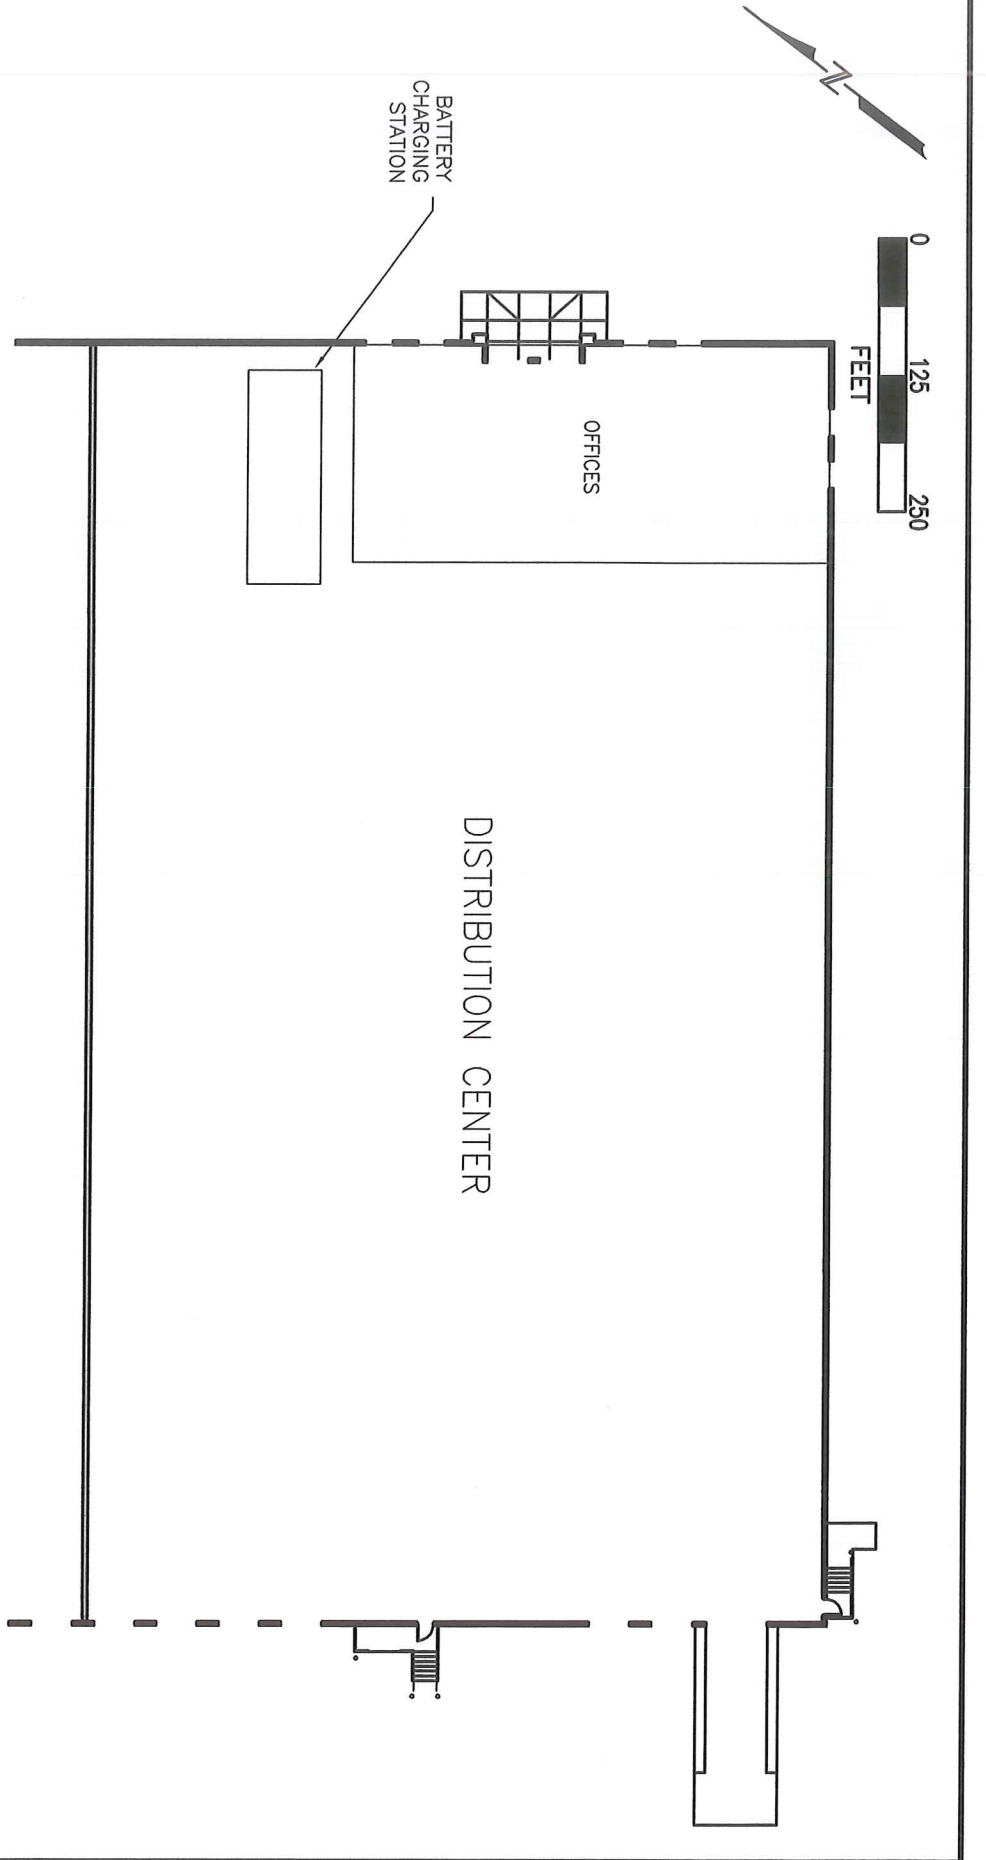 N
0 125 250
FEET
OFFICES
BATTERY
CHARGING
STATION
DISTRIBUTION CENTER